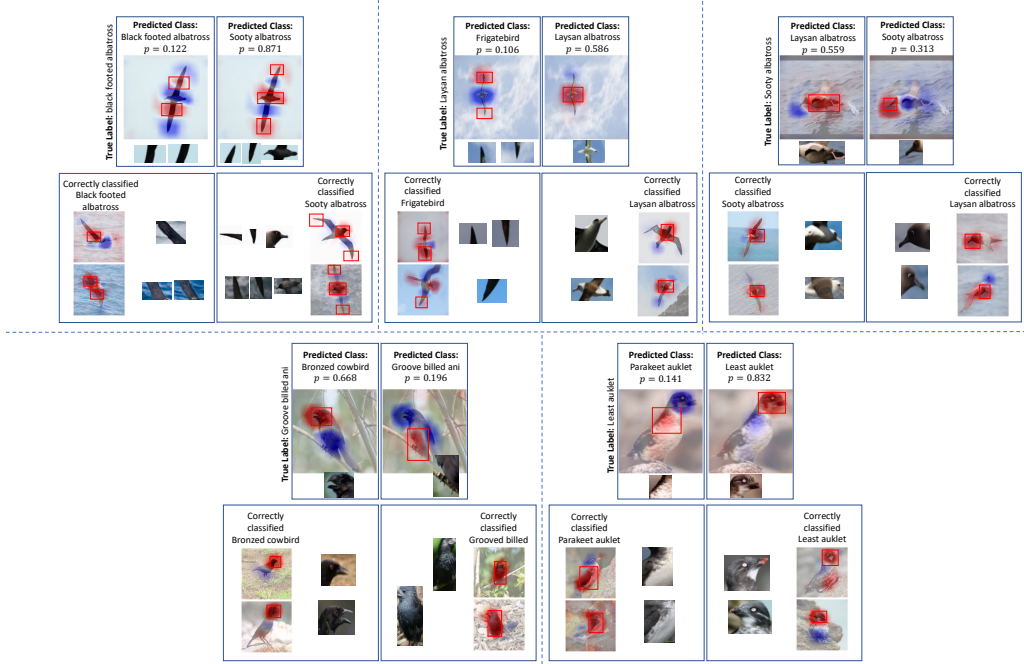 True Label: black footed albatross
Predicted Class:
Black footed albatross
p = 0.122
Predicted Class:
Sooty albatross
p = 0.871
Correctly classified
Black footed
albatross
Correctly
classified
Sooty albatross
True Label: Laysan albatross
Predicted Class:
Frigatebird
p = 0.106
Predicted Class:
Laysan albatross
p = 0.586
Correctly
classified
Frigatebird
Correctly
classified
Laysan albatross
True Label: Sooty albatross
Predicted Class:
Laysan albatross
p = 0.559
Predicted Class:
Sooty albatross
p = 0.313
Correctly
classified
Sooty albatross
Correctly
classified
Laysan albatross
True Label: Groove billed ani
Predicted Class:
Bronzed cowbird
p = 0.668
Predicted Class:
Groove billed ani
p = 0.196
Correctly
classified
Bronzed cowbird
Correctly
classified
Grooved billed
True Label: Least auklet
Predicted Class:
Parakeet auklet
p = 0.141
Predicted Class:
Least auklet
p = 0.832
Correctly
classified
Parakeet auklet
Correctly
classified
Least auklet